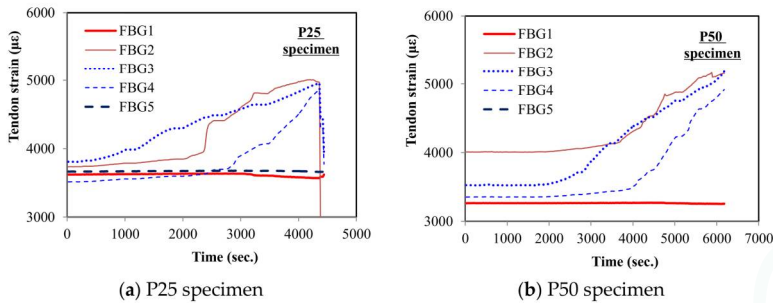 6000
5000
4000
3000
Tendon strain (με)
FBG1
FBG2
FBG3
FBG4
FBG5
P25
specimen
0 1000 2000 3000 4000 5000
Time (sec.)
(a) P25 specimen
6000
5000
4000
3000
Tendon strain (με)
FBG1
FBG2
FBG3
FBG4
FBG5
P50
specimen
0 1000 2000 3000 4000 5000 6000 7000
Time (sec.)
(b) P50 specimen